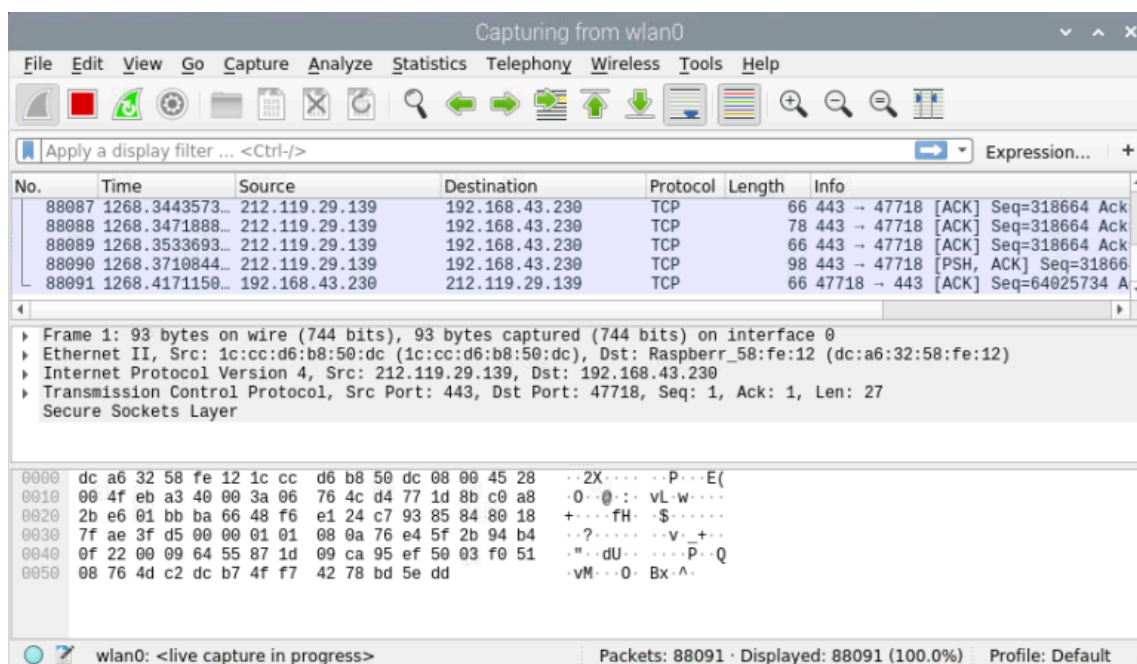 Capturing from wlan0
File Edit View Go Capture Analyze Statistics Telephony Wireless Tools Help
Apply a display filter ... <Ctrl-/> Expression... +
No. Time Source Destination Protocol Length Info
88087 1268.3443573… 212.119.29.139 192.168.43.230 TCP 66 443 → 47718 [ACK] Seq=318664 Ack
88088 1268.3471888… 212.119.29.139 192.168.43.230 TCP 78 443 → 47718 [ACK] Seq=318664 Ack
88089 1268.3533693… 212.119.29.139 192.168.43.230 TCP 66 443 → 47718 [ACK] Seq=318664 Ack
88090 1268.3710844… 212.119.29.139 192.168.43.230 TCP 98 443 → 47718 [PSH, ACK] Seq=31866
88091 1268.4171150… 192.168.43.230 212.119.29.139 TCP 66 47718 → 443 [ACK] Seq=64025734 A
Frame 1: 93 bytes on wire (744 bits), 93 bytes captured (744 bits) on interface 0
Ethernet II, Src: 1c:cc:d6:b8:50:dc (1c:cc:d6:b8:50:dc), Dst: Raspberr_58:fe:12 (dc:a6:32:58:fe:12)
Internet Protocol Version 4, Src: 212.119.29.139, Dst: 192.168.43.230
Transmission Control Protocol, Src Port: 443, Dst Port: 47718, Seq: 1, Ack: 1, Len: 27
Secure Sockets Layer
0000 dc a6 32 58 fe 12 1c cc d6 b8 50 dc 08 00 45 28 ··2X···· ··P···E(
0010 00 4f eb a3 40 00 3a 06 76 4c d4 77 1d 8b c0 a8 ·O··@·:· vL·w····
0020 2b e6 01 bb ba 66 48 f6 e1 24 c7 93 85 84 80 18 +····fH· ·$······
0030 7f ae 3f d5 00 00 01 01 08 0a 76 e4 5f 2b 94 b4 ··?····· ··v·_+··
0040 0f 22 00 09 64 55 87 1d 09 ca 95 ef 50 03 f0 51 ·"··dU·· ····P··Q
0050 08 76 4d c2 dc b7 4f f7 42 78 bd 5e dd ·vM···O· Bx·^·
wlan0: <live capture in progress> Packets: 88091 · Displayed: 88091 (100.0%) Profile: Default